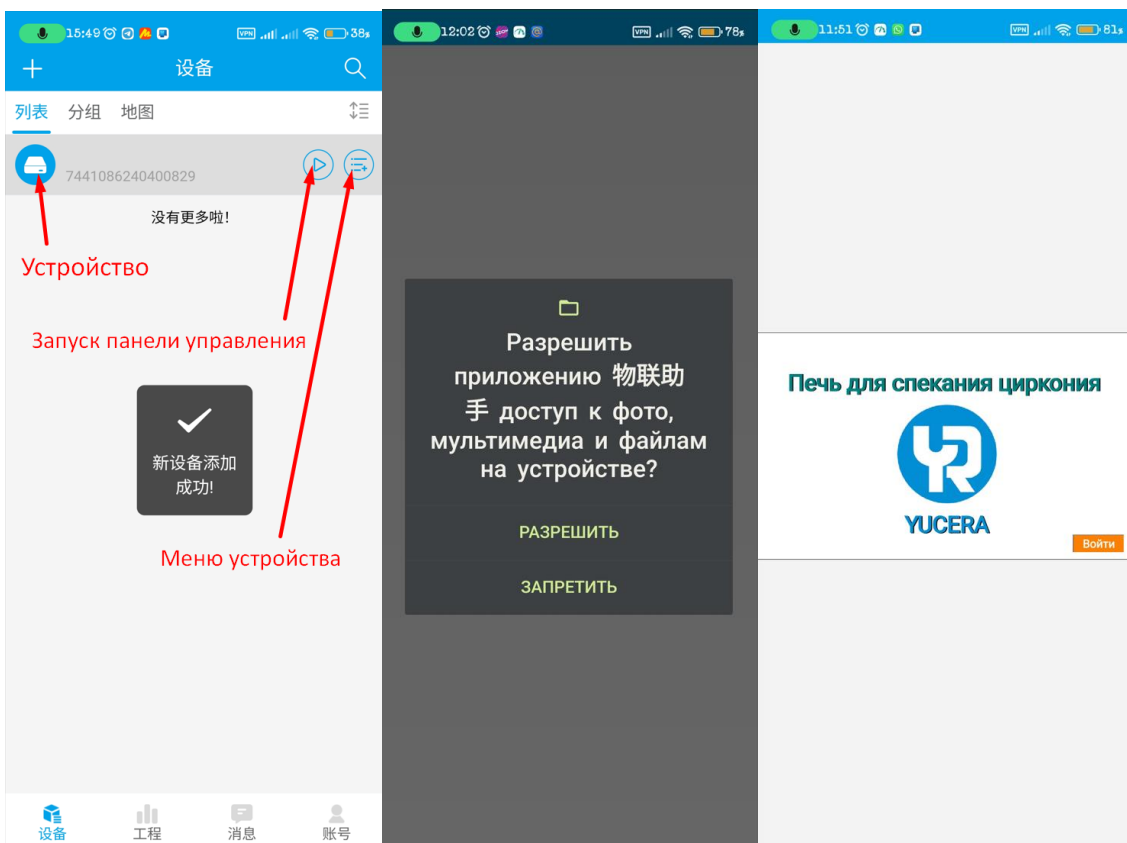 15:49
VPN
38%
设备
列表 分组 地图
7441086240400829
没有更多啦!
Устройство
Запуск панели управления
新设备添加
成功!
Меню устройства
设备 工程 消息 账号
12:02
VPN
78%
Разрешить
приложению 物联助
手 доступ к фото,
мультимедиа и файлам
на устройстве?
РАЗРЕШИТЬ
ЗАПРЕТИТЬ
11:51
VPN
81%
Печь для спекания циркония
YUCERA
Войти